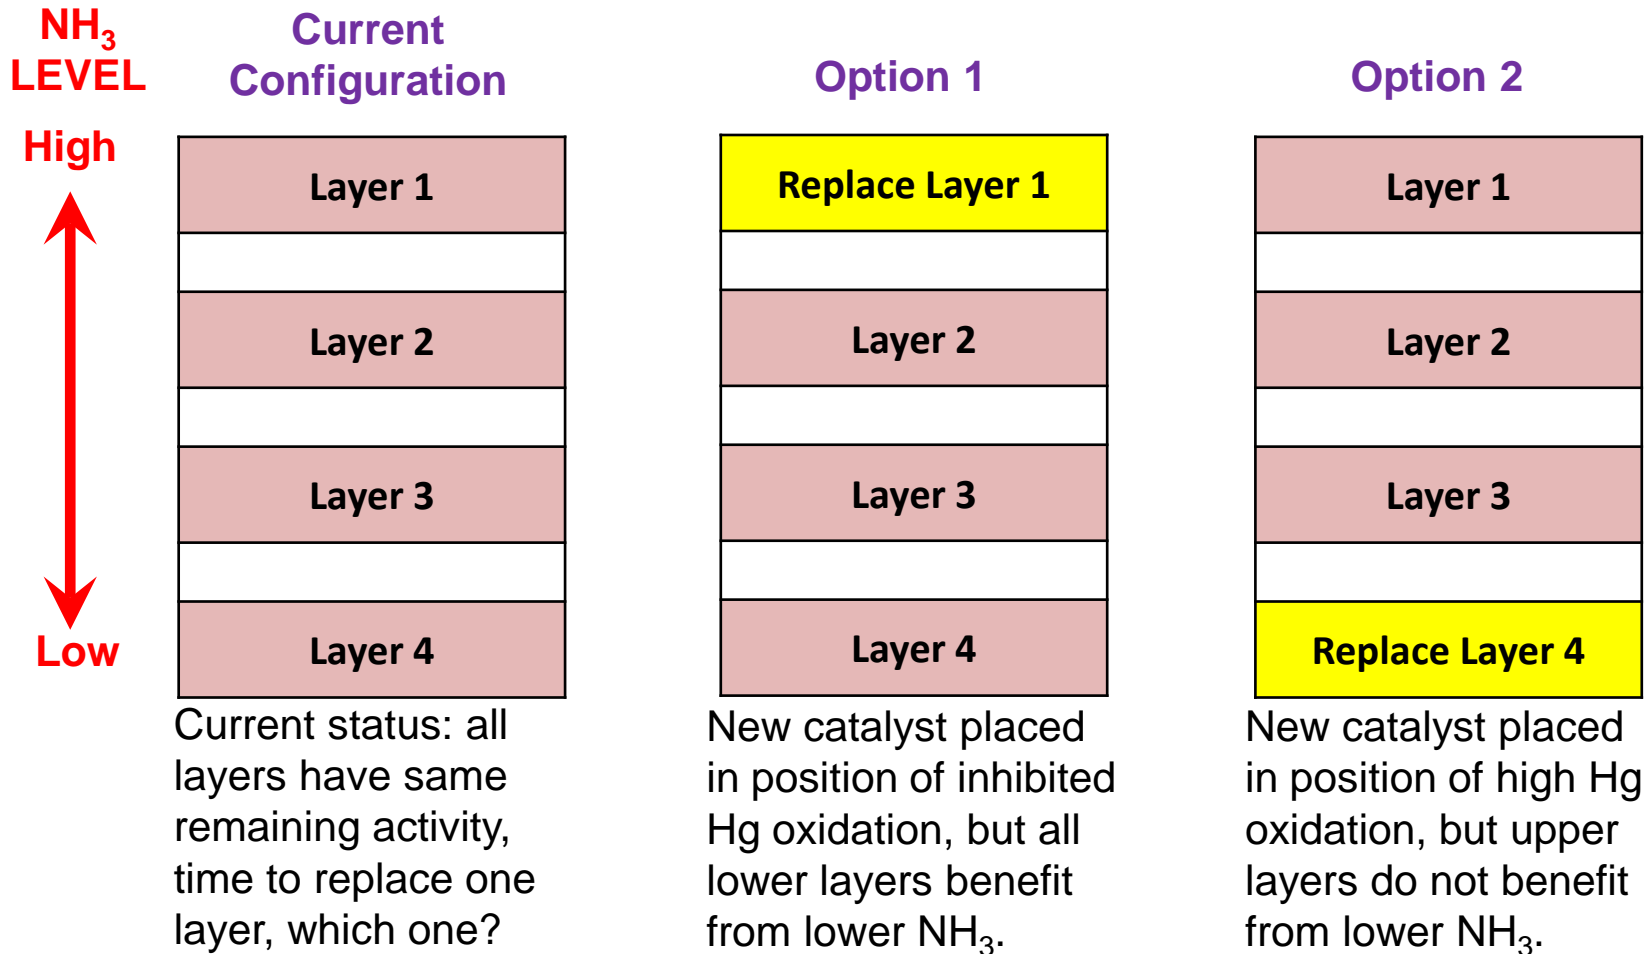 NH₃
LEVEL
High
Low
Current
Configuration
Layer 1
Layer 2
Layer 3
Layer 4
Current status: all
layers have same
remaining activity,
time to replace one
layer, which one?
Option 1
Replace Layer 1
Layer 2
Layer 3
Layer 4
New catalyst placed
in position of inhibited
Hg oxidation, but all
lower layers benefit
from lower NH₃.
Option 2
Layer 1
Layer 2
Layer 3
Replace Layer 4
New catalyst placed
in position of high Hg
oxidation, but upper
layers do not benefit
from lower NH₃.